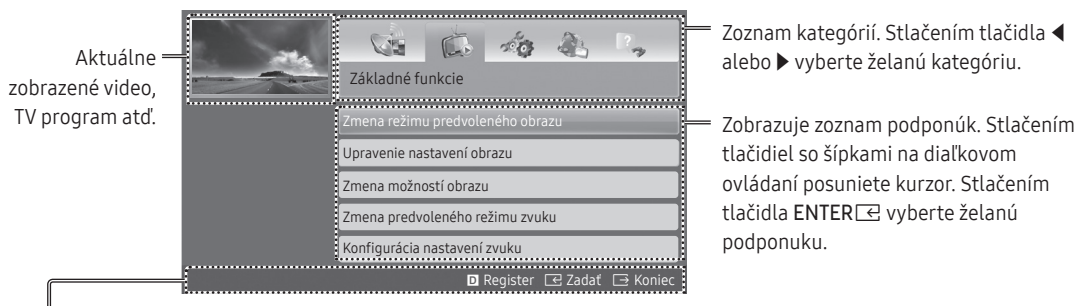 Aktuálne
zobrazené video,
TV program atď.
Základné funkcie
Zmena režimu predvoleného obrazu
Upravenie nastavení obrazu
Zmena možností obrazu
Zmena predvoleného režimu zvuku
Konfigurácia nastavení zvuku
D Register Zadať Koniec
Zoznam kategórií. Stlačením tlačidla ◀
alebo ▶ vyberte želanú kategóriu.
Zobrazuje zoznam podponúk. Stlačením
tlačidiel so šípkami na diaľkovom
ovládaní posuniete kurzor. Stlačením
tlačidla ENTER vyberte želanú
podponuku.